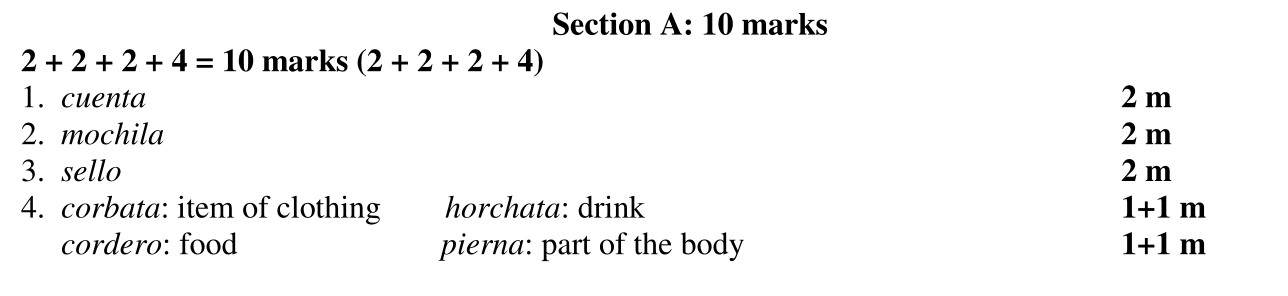 Section A: 10 marks
2 + 2 + 2 + 4 = 10 marks (2 + 2 + 2 + 4)
1. cuenta 2 m
2. mochila 2 m
3. sello 2 m
4. corbata: item of clothing horchata: drink 1+1 m
cordero: food pierna: part of the body 1+1 m